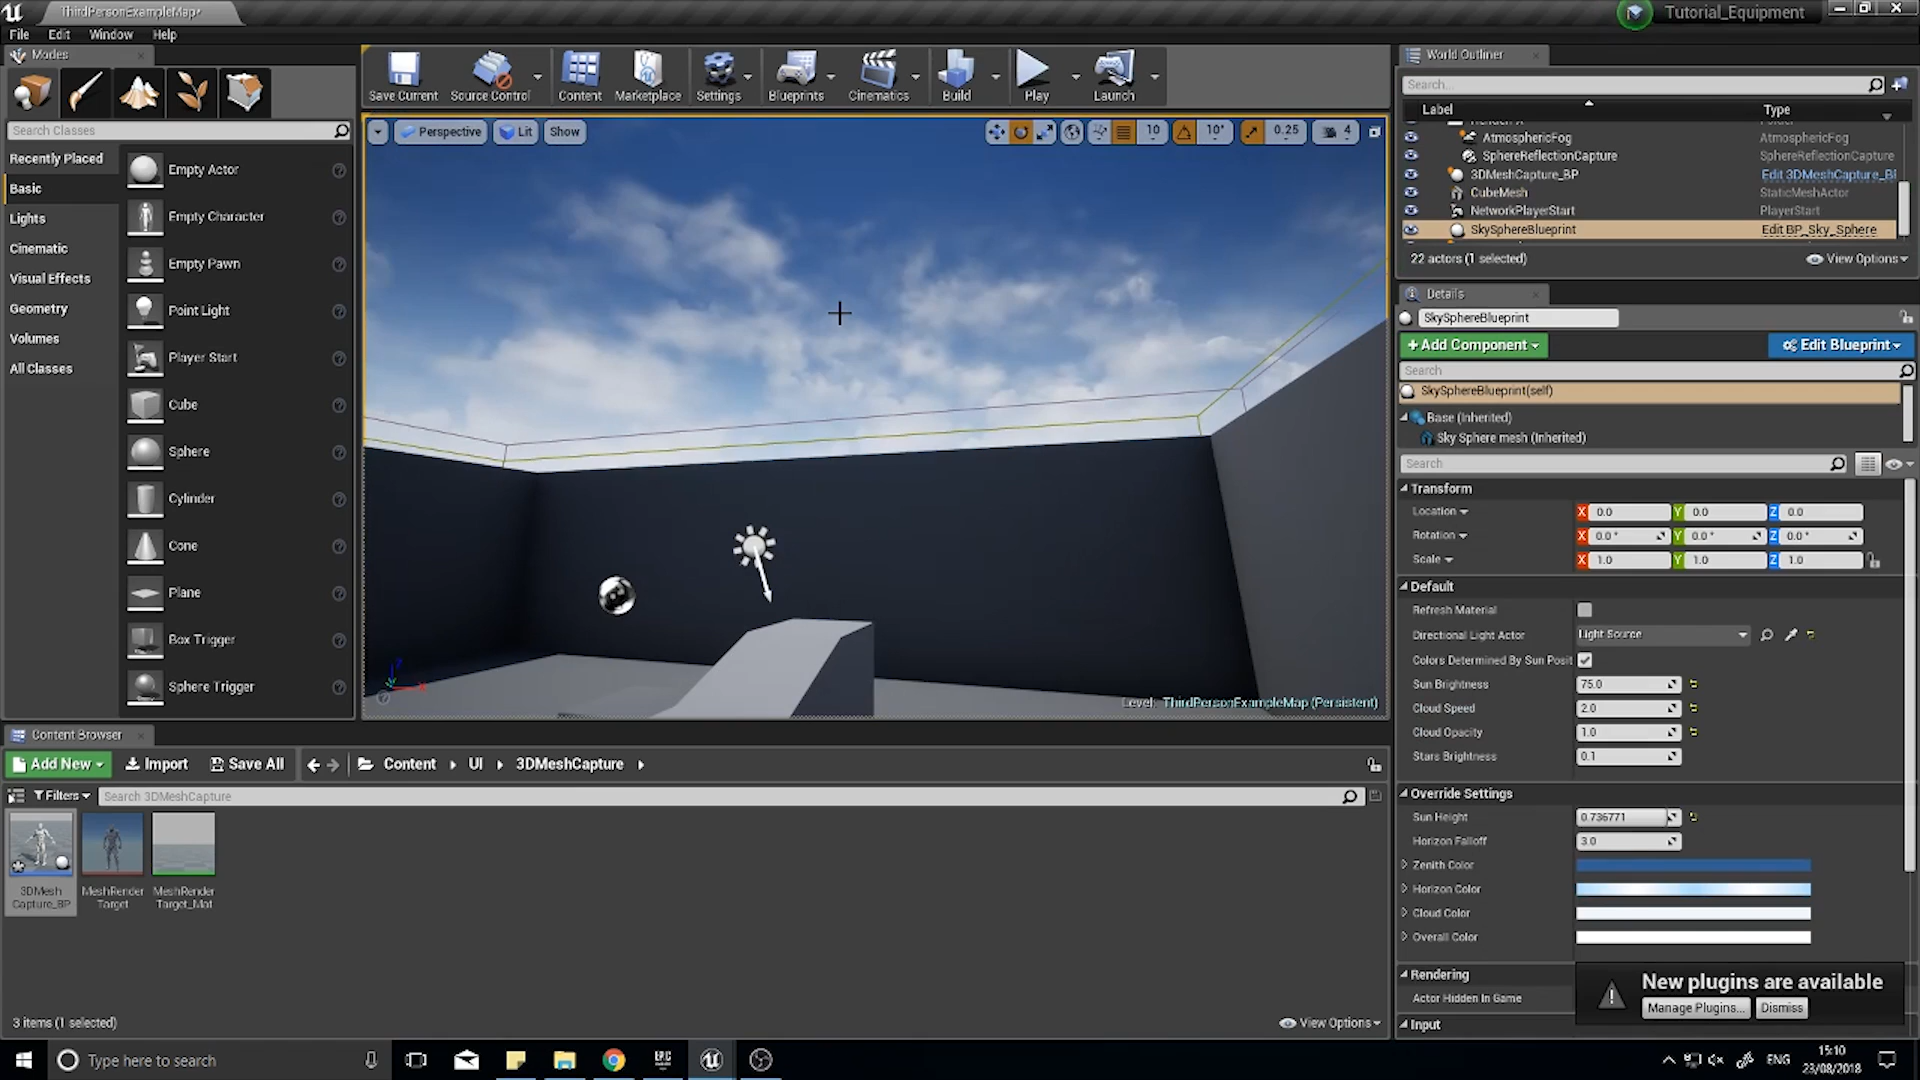 ThirdPersonExampleMap*
Tutorial_Equipment
File Edit Window Help
Modes
Search Classes
Recently Placed
Basic
Lights
Cinematic
Visual Effects
Geometry
Volumes
All Classes
Empty Actor
Empty Character
Empty Pawn
Point Light
Player Start
Cube
Sphere
Cylinder
Cone
Plane
Box Trigger
Sphere Trigger
Save Current Source Control Content Marketplace Settings Blueprints Cinematics Build Play Launch
Perspective Lit Show 10 10° 0.25 4
Level: ThirdPersonExampleMap (Persistent)
World Outliner
Search...
Label Type
AtmosphericFog AtmosphericFog
SphereReflectionCapture SphereReflectionCapture
3DMeshCapture_BP Edit 3DMeshCapture_BP
CubeMesh StaticMeshActor
NetworkPlayerStart PlayerStart
SkySphereBlueprint Edit BP_Sky_Sphere
22 actors (1 selected) View Options
Details
SkySphereBlueprint
+Add Component Edit Blueprint
Search
SkySphereBlueprint(self)
Base (Inherited)
Sky Sphere mesh (Inherited)
Search
Transform
Location X 0.0 Y 0.0 Z 0.0
Rotation X 0.0° Y 0.0° Z 0.0°
Scale X 1.0 Y 1.0 Z 1.0
Default
Refresh Material
Directional Light Actor Light Source
Colors Determined By Sun Posit
Sun Brightness 75.0
Cloud Speed 2.0
Cloud Opacity 1.0
Stars Brightness 0.1
Override Settings
Sun Height 0.736771
Horizon Falloff 3.0
Zenith Color
Horizon Color
Cloud Color
Overall Color
Rendering
Actor Hidden In Game
Input
New plugins are available
Manage Plugins... Dismiss
Content Browser
Add New Import Save All Content UI 3DMeshCapture
Filters Search 3DMeshCapture
3DMesh
Capture_BP
MeshRender
Target
MeshRender
Target_Mat
3 items (1 selected) View Options
Type here to search
EPIC
ENG
15:10
23/08/2018